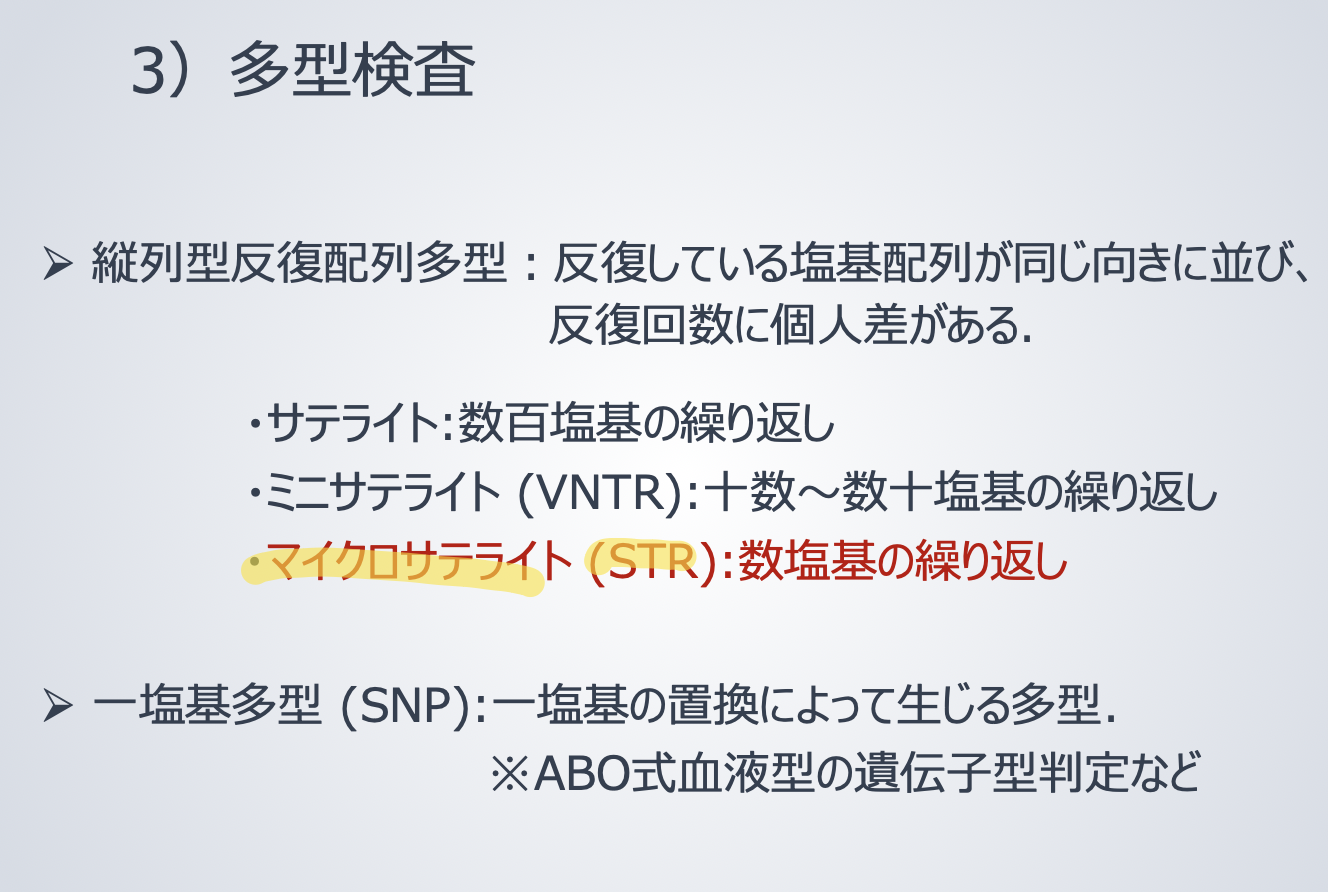 3）多型検査
➢ 縦列型反復配列多型：反復している塩基配列が同じ向きに並び、
反復回数に個人差がある．
・サテライト:数百塩基の繰り返し
・ミニサテライト (VNTR):十数～数十塩基の繰り返し
・マイクロサテライト (STR):数塩基の繰り返し
➢ 一塩基多型 (SNP):一塩基の置換によって生じる多型．
※ABO式血液型の遺伝子型判定など